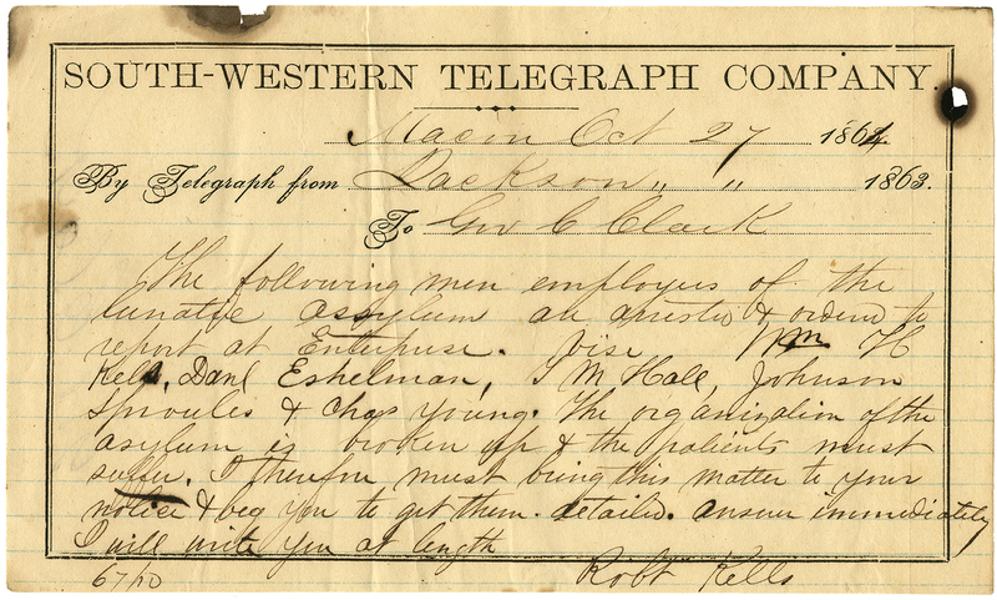 SOUTH-WESTERN TELEGRAPH COMPANY.
Macon Oct 27 1864.
By Telegraph from Jackson " " 1863.
To Gov C Clark
The following men employees of the
lunatic assylum are arrested & ordered to
report at Enterprise. Vise Wm H
Kells, Danl Eshelman, T M Hall, Johnson
Sproules & Chas Young. The organization of the
asylum is broken up & the patients must
suffer. I therefore must bring this matter to your
notice & beg you to get them detailed. answer immediately
I will write you at length
67/10 Robt Kells